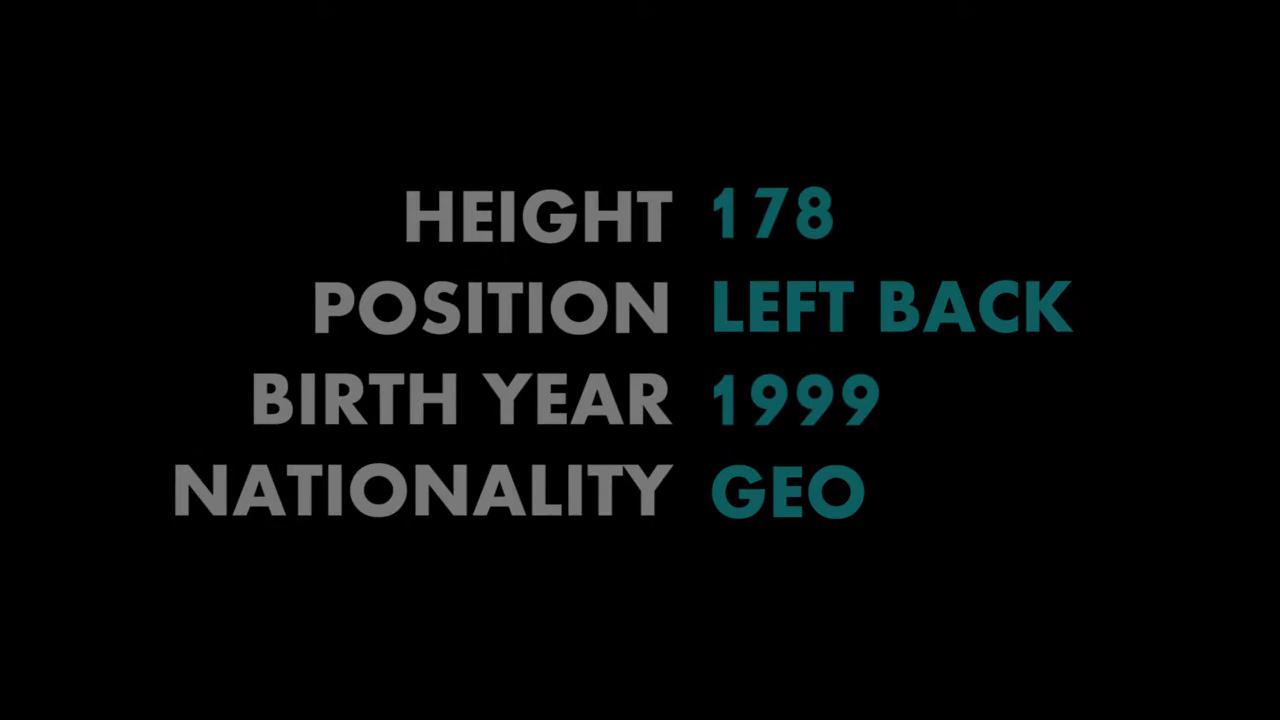 HEIGHT 178
POSITION LEFT BACK
BIRTH YEAR 1999
NATIONALITY GEO